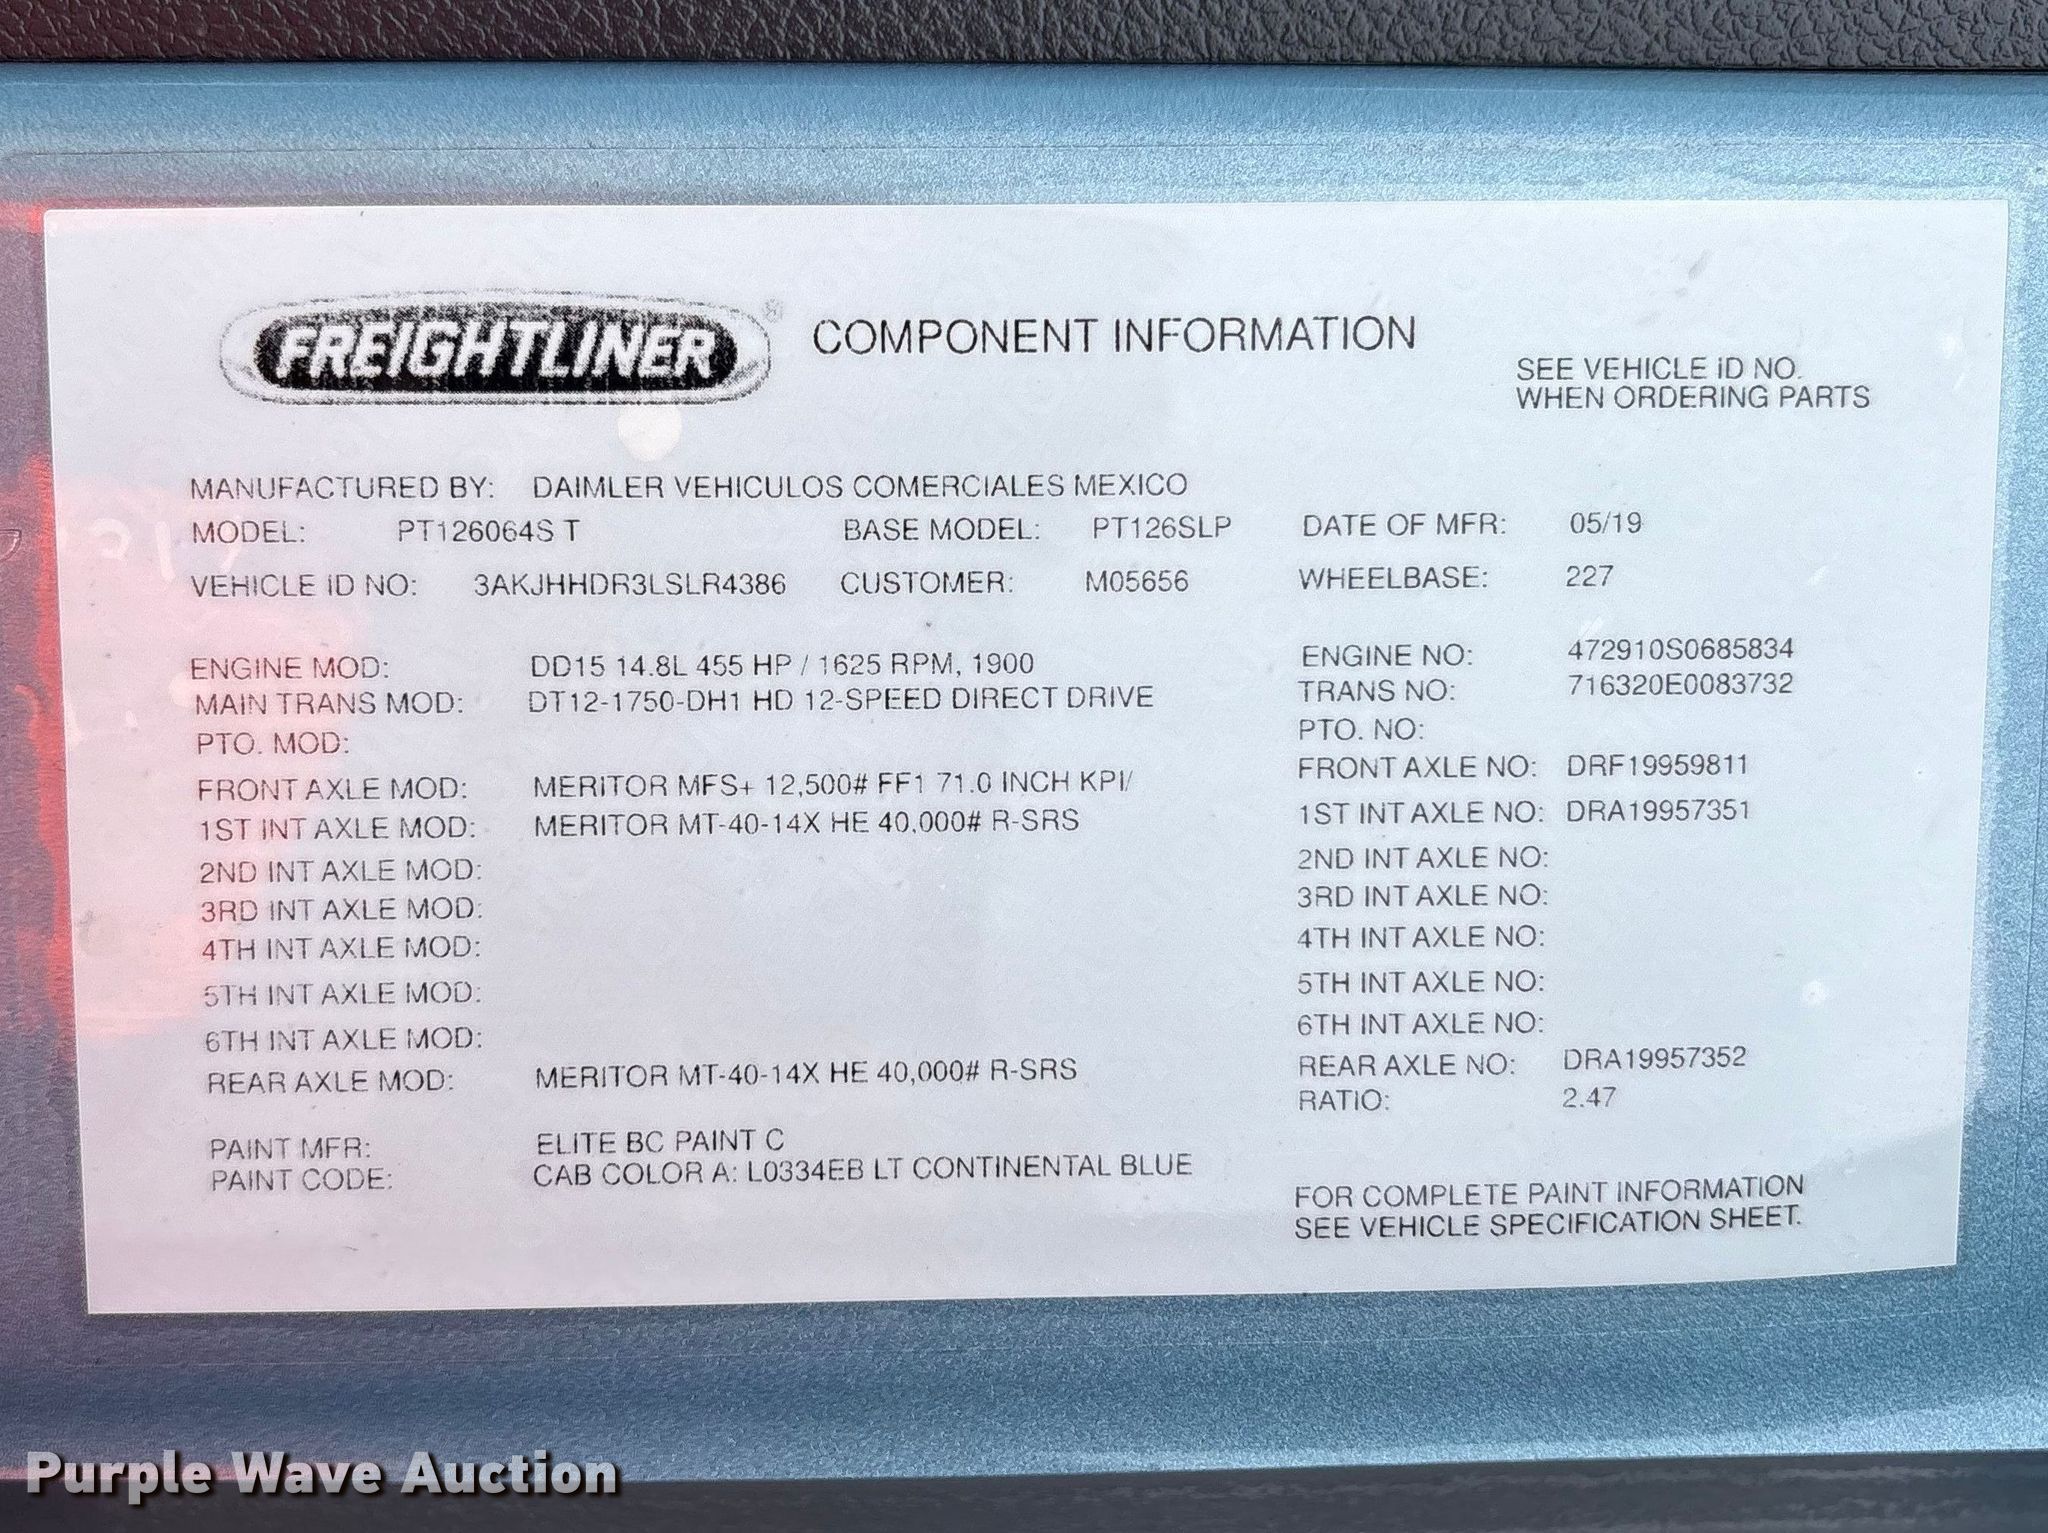 FREIGHTLINER® COMPONENT INFORMATION
SEE VEHICLE ID NO.
WHEN ORDERING PARTS
MANUFACTURED BY: DAIMLER VEHICULOS COMERCIALES MEXICO
MODEL: PT126064S T BASE MODEL: PT126SLP DATE OF MFR: 05/19
VEHICLE ID NO: 3AKJHHDR3LSLR4386 CUSTOMER: M05656 WHEELBASE: 227
ENGINE MOD: DD15 14.8L 455 HP / 1625 RPM, 1900 ENGINE NO: 472910S0685834
MAIN TRANS MOD: DT12-1750-DH1 HD 12-SPEED DIRECT DRIVE TRANS NO: 716320E0083732
PTO. MOD: PTO. NO:
FRONT AXLE MOD: MERITOR MFS+ 12,500# FF1 71.0 INCH KPI/ FRONT AXLE NO: DRF19959811
1ST INT AXLE MOD: MERITOR MT-40-14X HE 40,000# R-SRS 1ST INT AXLE NO: DRA19957351
2ND INT AXLE MOD: 2ND INT AXLE NO:
3RD INT AXLE MOD: 3RD INT AXLE NO:
4TH INT AXLE MOD: 4TH INT AXLE NO:
5TH INT AXLE MOD: 5TH INT AXLE NO:
6TH INT AXLE MOD: 6TH INT AXLE NO:
REAR AXLE MOD: MERITOR MT-40-14X HE 40,000# R-SRS REAR AXLE NO: DRA19957352
RATIO: 2.47
PAINT MFR: ELITE BC PAINT C
PAINT CODE: CAB COLOR A: L0334EB LT CONTINENTAL BLUE
FOR COMPLETE PAINT INFORMATION
SEE VEHICLE SPECIFICATION SHEET.
Purple Wave Auction